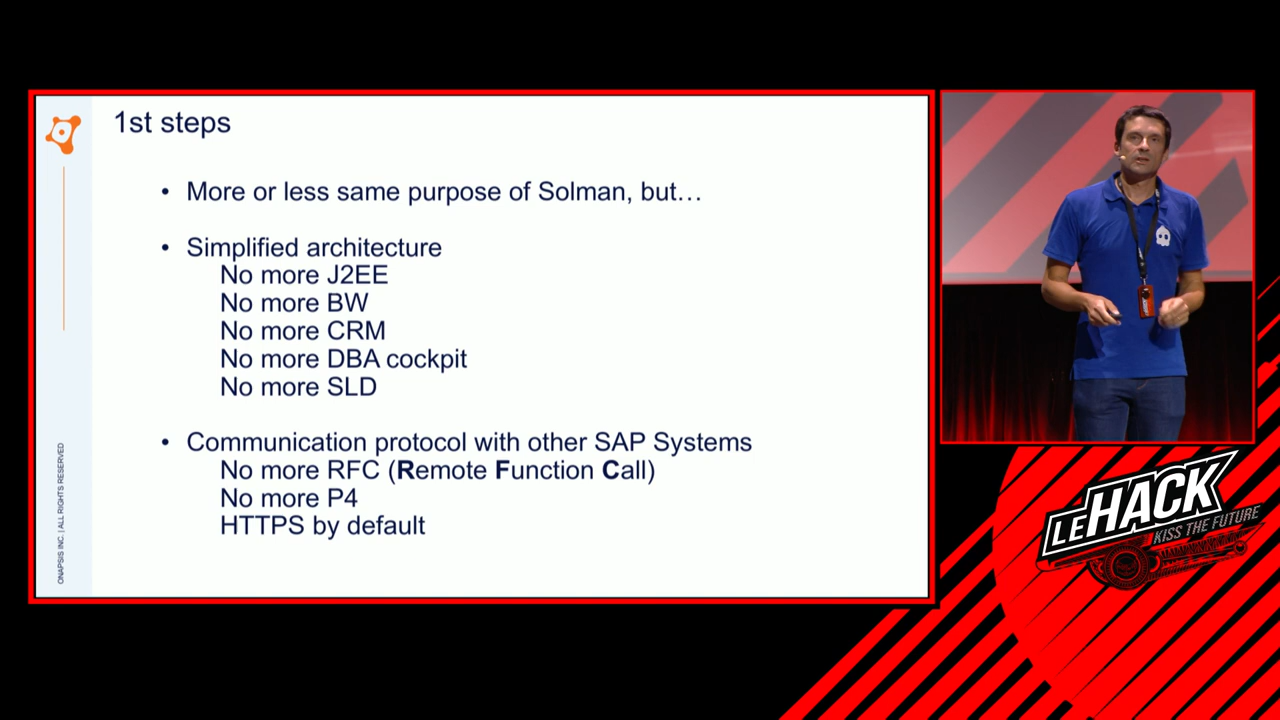 1st steps
• More or less same purpose of Solman, but…
• Simplified architecture
No more J2EE
No more BW
No more CRM
No more DBA cockpit
No more SLD
• Communication protocol with other SAP Systems
No more RFC (Remote Function Call)
No more P4
HTTPS by default
ONAPSIS INC. | ALL RIGHTS RESERVED
LEHACK
KISS THE FUTURE